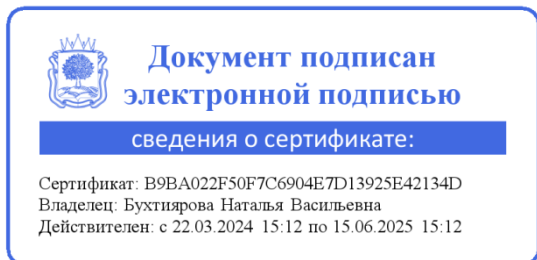 Документ подписан
электронной подписью
сведения о сертификате:
Сертификат: B9BA022F50F7C6904E7D13925E42134D
Владелец: Бухтиярова Наталья Васильевна
Действителен: с 22.03.2024 15:12 по 15.06.2025 15:12